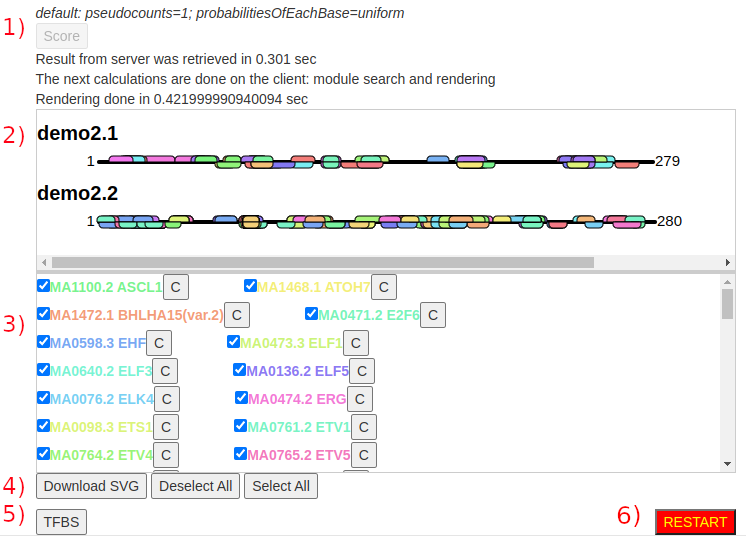 default: pseudocounts=1; probabilitiesOfEachBase=uniform
1)
Score
Result from server was retrieved in 0.301 sec
The next calculations are done on the client: module search and rendering
Rendering done in 0.421999990940094 sec
2)
demo2.1
1 279
demo2.2
1 280
3)
MA1100.2 ASCL1 C MA1468.1 ATOH7 C
MA1472.1 BHLHA15(var.2) C MA0471.2 E2F6 C
MA0598.3 EHF C MA0473.3 ELF1 C
MA0640.2 ELF3 C MA0136.2 ELF5 C
MA0076.2 ELK4 C MA0474.2 ERG C
MA0098.3 ETS1 C MA0761.2 ETV1 C
MA0764.2 ETV4 C MA0765.2 ETV5 C
4) Download SVG Deselect All Select All
5) TFBS 6) RESTART